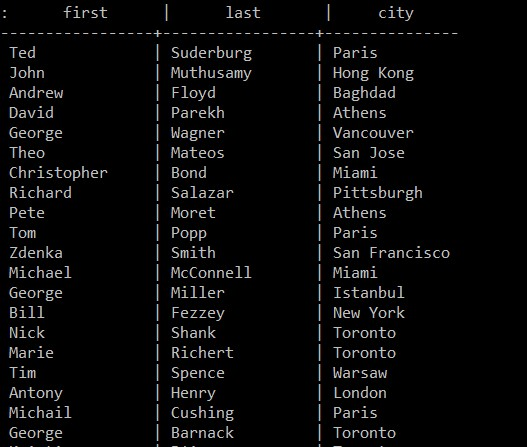 : first | last | city
-----------------+-----------------+---------------
Ted | Suderburg | Paris
John | Muthusamy | Hong Kong
Andrew | Floyd | Baghdad
David | Parekh | Athens
George | Wagner | Vancouver
Theo | Mateos | San Jose
Christopher | Bond | Miami
Richard | Salazar | Pittsburgh
Pete | Moret | Athens
Tom | Popp | Paris
Zdenka | Smith | San Francisco
Michael | McConnell | Miami
George | Miller | Istanbul
Bill | Fezzey | New York
Nick | Shank | Toronto
Marie | Richert | Toronto
Tim | Spence | Warsaw
Antony | Henry | London
Michail | Cushing | Paris
George | Barnack | Toronto